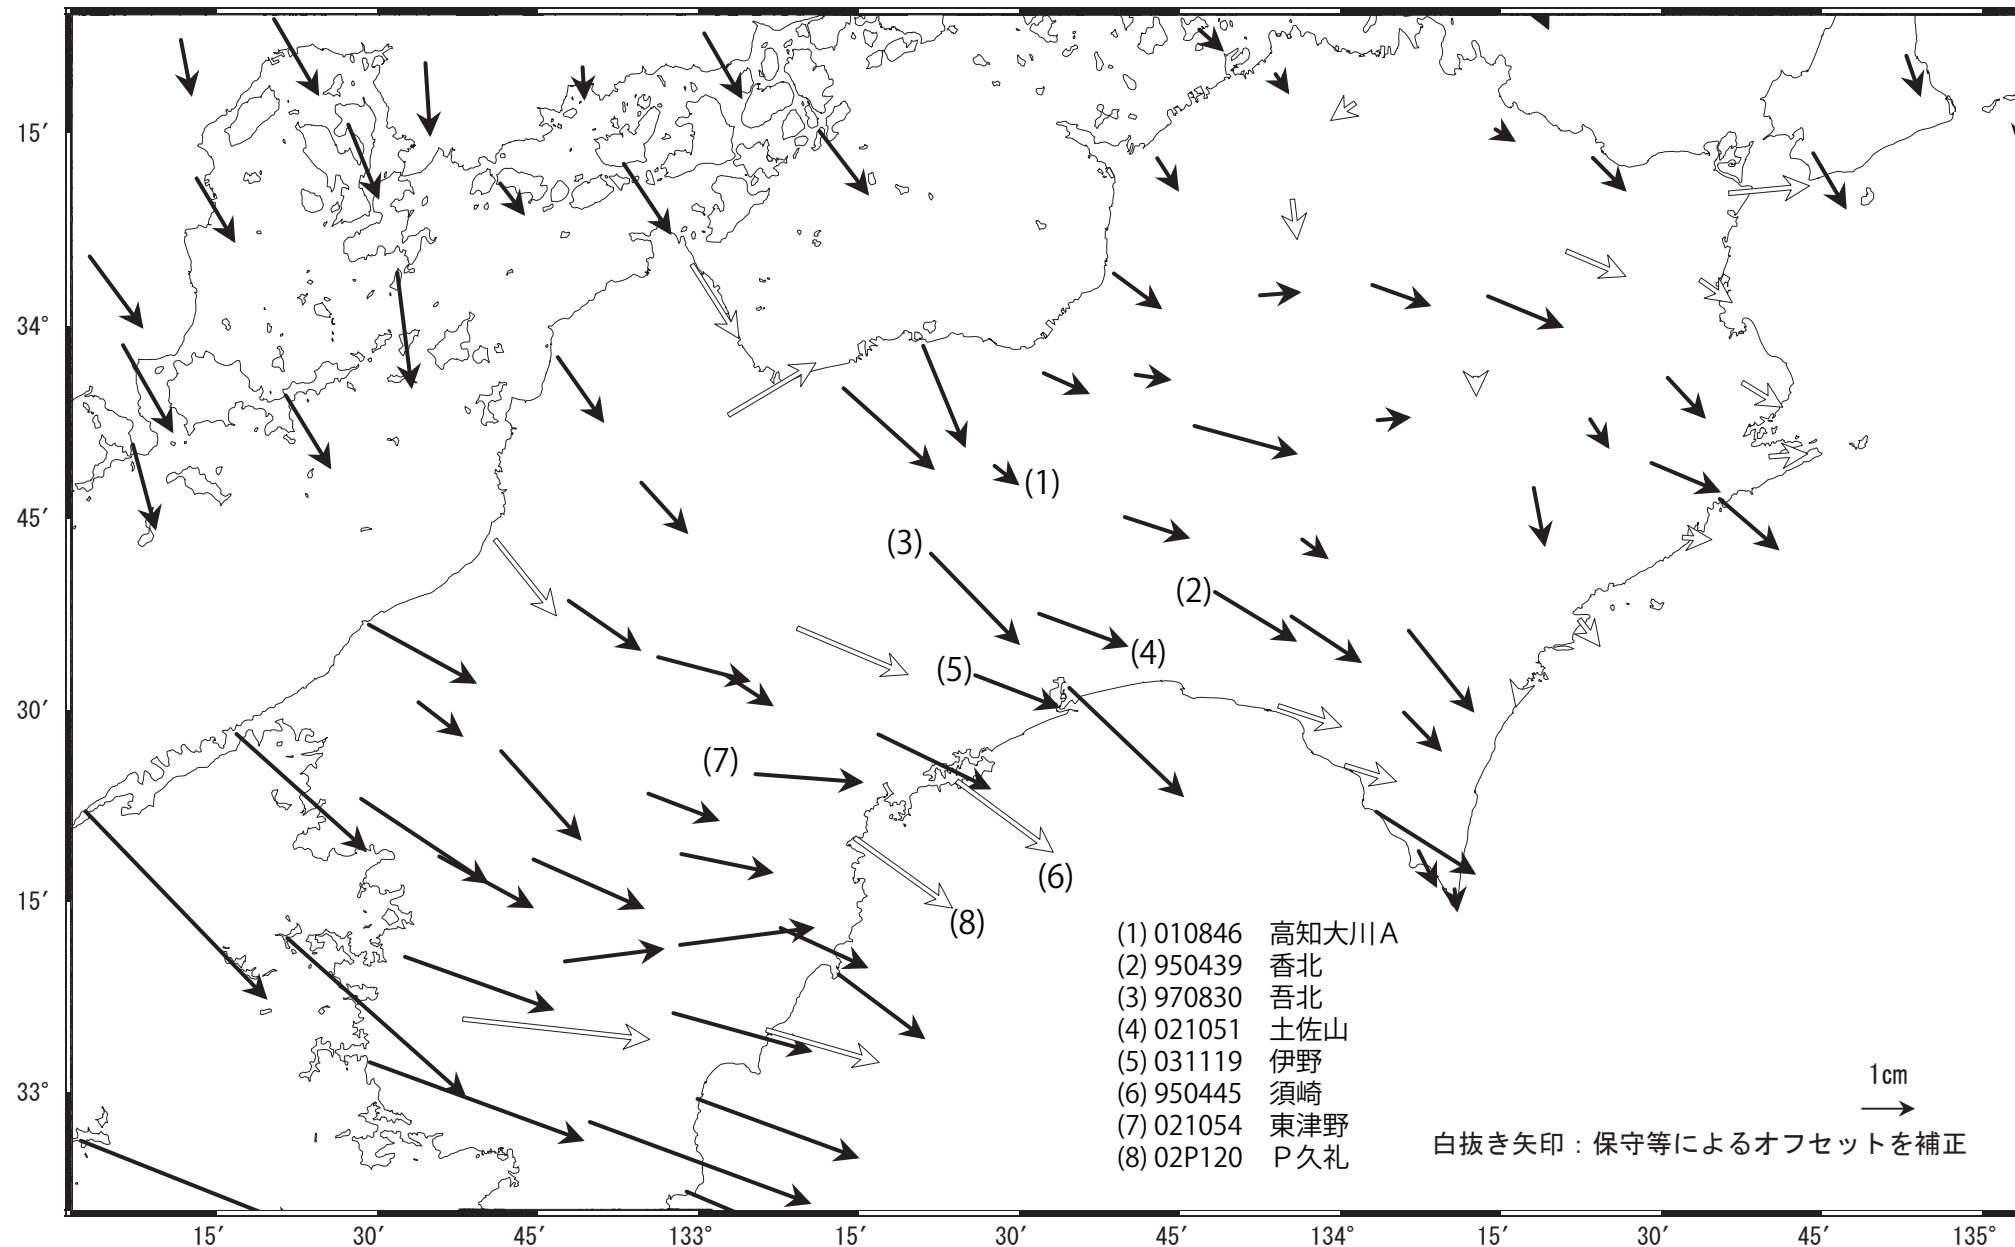 15′
34°
(1)
45′
(3)
(2)
(4)
(5)
30′
(7)
(6)
15′
(8)
(1) 010846 高知大川Ａ
(2) 950439 香北
(3) 970830 吾北
(4) 021051 土佐山
(5) 031119 伊野
(6) 950445 須崎
(7) 021054 東津野
(8) 02P120 Ｐ久礼
33°
1cm
白抜き矢印：保守等によるオフセットを補正
15′ 30′ 45′ 133° 15′ 30′ 45′ 134° 15′ 30′ 45′ 135°